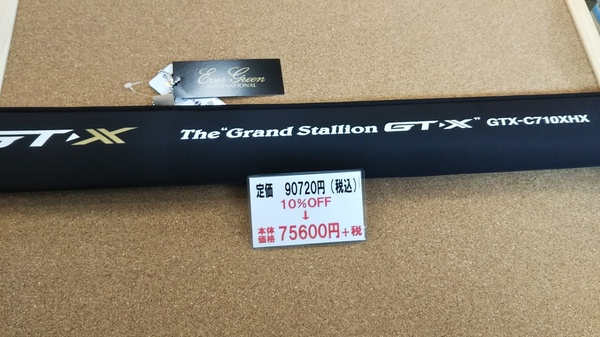 Ever Green
INTERNATIONAL
GT-X The "Grand Stallion GT-X" GTX-C710XHX
定価 90720円(税込)
10%OFF
↓
本体価格 75600円+税